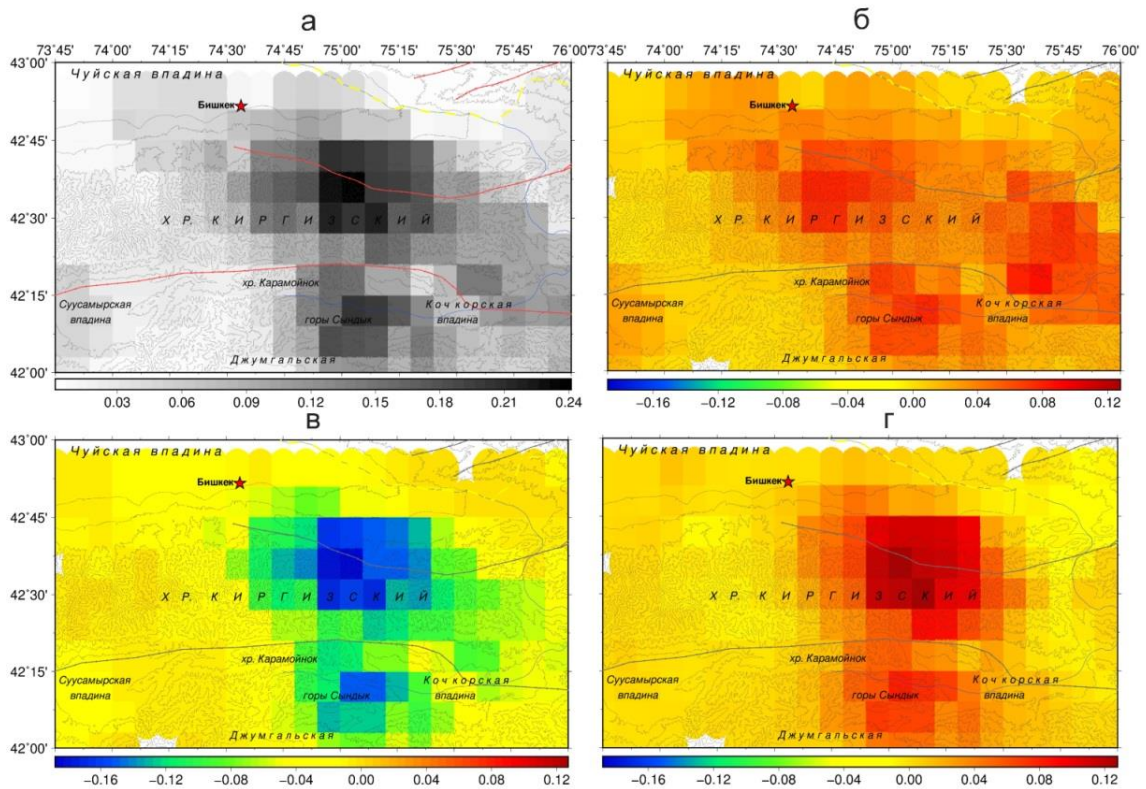 а
б
73°45' 74°00' 74°15' 74°30' 74°45' 75°00' 75°15' 75°30' 75°45' 76°00'
73°45' 74°00' 74°15' 74°30' 74°45' 75°00' 75°15' 75°30' 75°45' 76°00'
43°00'
42°45'
42°30'
42°15'
42°00'
Чуйская впадина
Бишкек
ХР. КИРГИЗСКИЙ
хр. Карамойнок
Суусамырская
впадина
горы Сындык
Кочкорская
впадина
Джумгальская
0.03 0.06 0.09 0.12 0.15 0.18 0.21 0.24
Чуйская впадина
Бишкек
ХР. КИРГИЗСКИЙ
хр. Карамойнок
Суусамырская
впадина
горы Сындык
Кочкорская
впадина
Джумгальская
−0.16 −0.12 −0.08 −0.04 0.00 0.04 0.08 0.12
в
г
43°00'
42°45'
42°30'
42°15'
42°00'
Чуйская впадина
Бишкек
ХР. КИРГИЗСКИЙ
хр. Карамойнок
Суусамырская
впадина
горы Сындык
Кочкорская
впадина
Джумгальская
−0.16 −0.12 −0.08 −0.04 0.00 0.04 0.08 0.12
Чуйская впадина
Бишкек
ХР. КИРГИЗСКИЙ
хр. Карамойнок
Суусамырская
впадина
горы Сындык
Кочкорская
впадина
Джумгальская
−0.16 −0.12 −0.08 −0.04 0.00 0.04 0.08 0.12